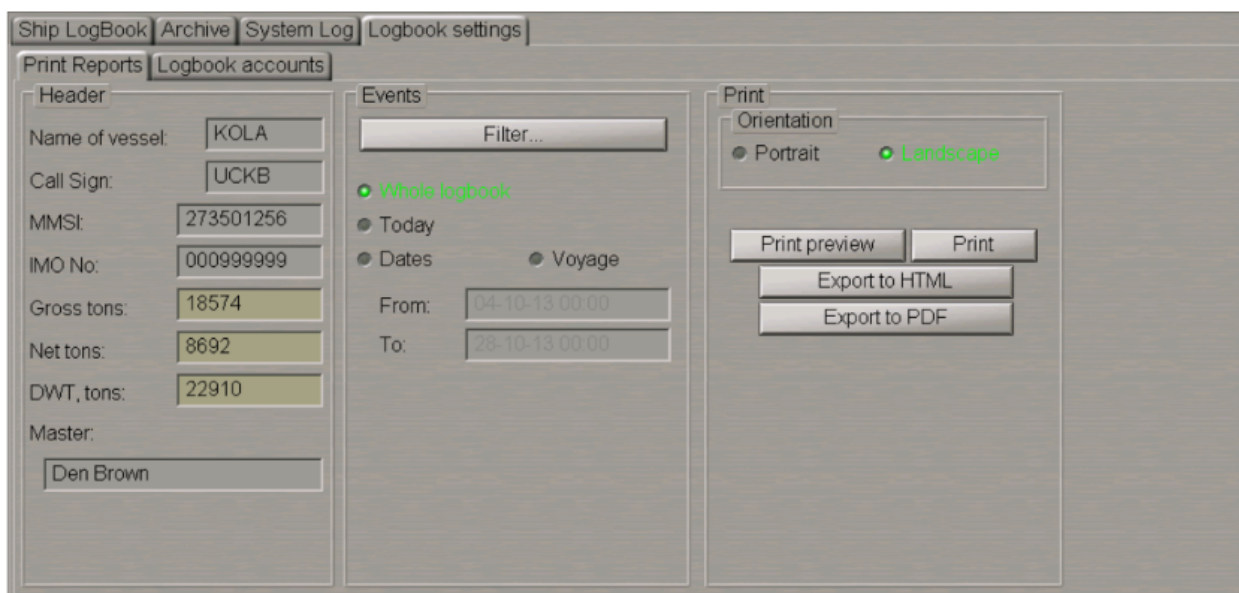 Ship LogBook Archive System Log Logbook settings
Print Reports Logbook accounts
Header
Name of vessel: KOLA
Call Sign: UCKB
MMSI: 273501256
IMO No: 000999999
Gross tons: 18574
Net tons: 8692
DWT, tons: 22910
Master:
Den Brown
Events
Filter...
Whole logbook
Today
Dates Voyage
From: 04-10-13 00:00
To: 28-10-13 00:00
Print
Orientation
Portrait Landscape
Print preview Print
Export to HTML
Export to PDF